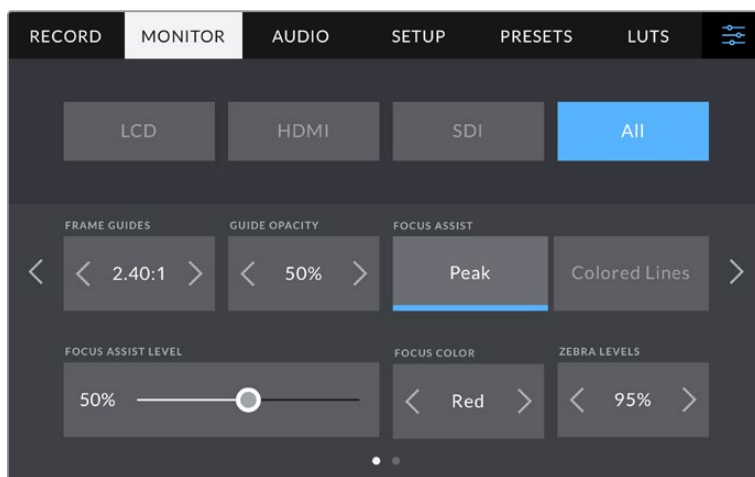 RECORD MONITOR AUDIO SETUP PRESETS LUTS
LCD HDMI SDI All
FRAME GUIDES GUIDE OPACITY FOCUS ASSIST
2.40:1 50% Peak Colored Lines
FOCUS ASSIST LEVEL FOCUS COLOR ZEBRA LEVELS
50% Red 95%